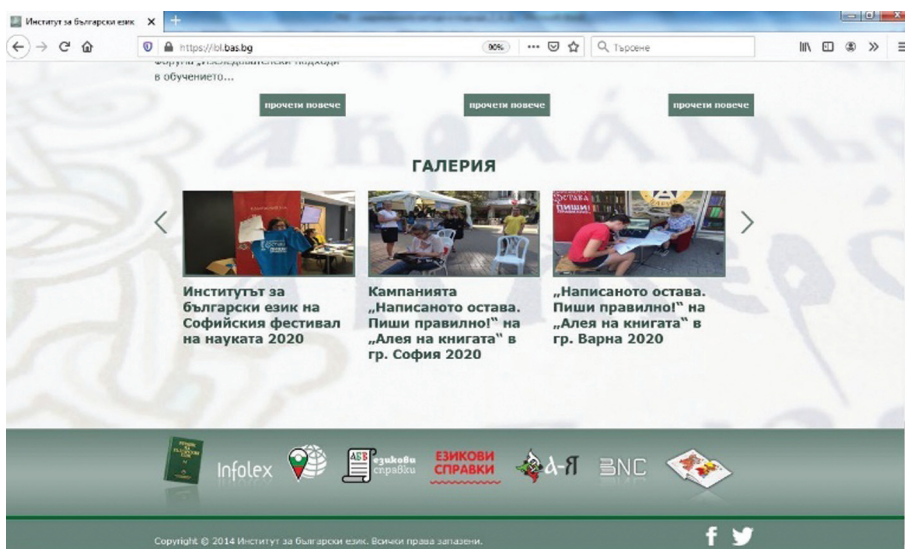 Институт за български език
https://ibl.bas.bg
90%
Търсене
в обучението...
прочети повече
прочети повече
прочети повече
ГАЛЕРИЯ
Институтът за
български език на
Софийския фестивал
на науката 2020
Кампанията
„Написаното остава.
Пиши правилно!“ на
„Алея на книгата“ в
гр. София 2020
„Написаното остава.
Пиши правилно!“ на
„Алея на книгата“ в
гр. Варна 2020
Infolex
АБВ
езикови
справки
ЕЗИКОВИ
СПРАВКИ
А-Я
BNC
Copyright © 2014 Институт за български език. Всички права запазени.